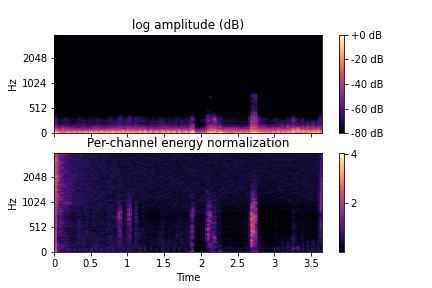 log amplitude (dB)
Hz
2048
1024
512
0
+0 dB
-20 dB
-40 dB
-60 dB
-80 dB
Per-channel energy normalization
Hz
2048
1024
512
0
4
2
0 0.5 1 1.5 2 2.5 3 3.5
Time